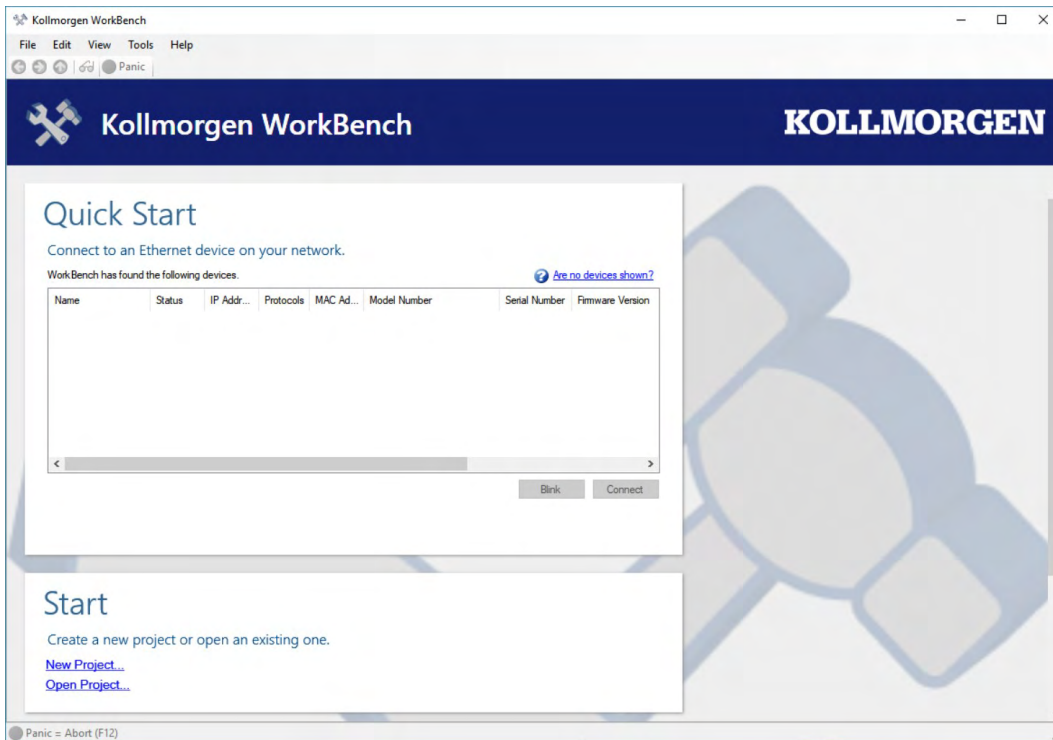 Kollmorgen WorkBench
File Edit View Tools Help
Panic
Kollmorgen WorkBench
KOLLMORGEN
Quick Start
Connect to an Ethernet device on your network.
WorkBench has found the following devices.
Are no devices shown?
Name Status IP Addr... Protocols MAC Ad... Model Number Serial Number Firmware Version
Blink Connect
Start
Create a new project or open an existing one.
New Project...
Open Project...
Panic = Abort (F12)